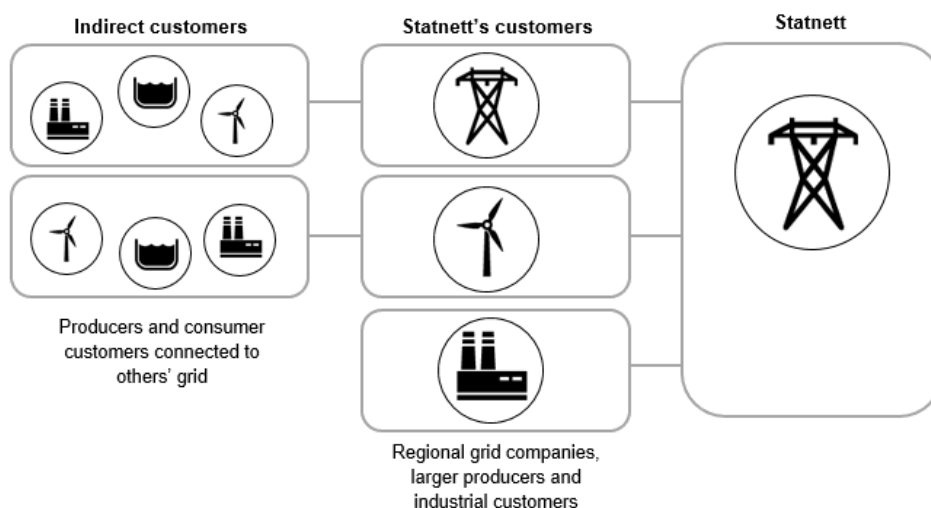 Indirect customers
Statnett's customers
Statnett
Producers and consumer
customers connected to
others' grid
Regional grid companies,
larger producers and
industrial customers